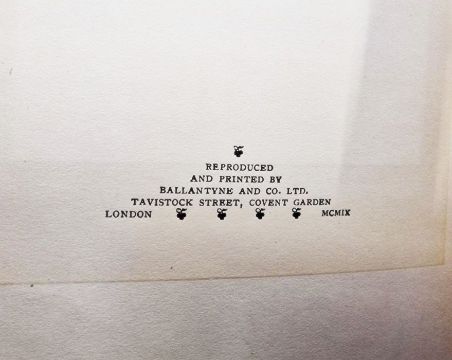 REPRODUCED
AND PRINTED BY
BALLANTYNE AND CO. LTD.
TAVISTOCK STREET, COVENT GARDEN
LONDON MCMIX